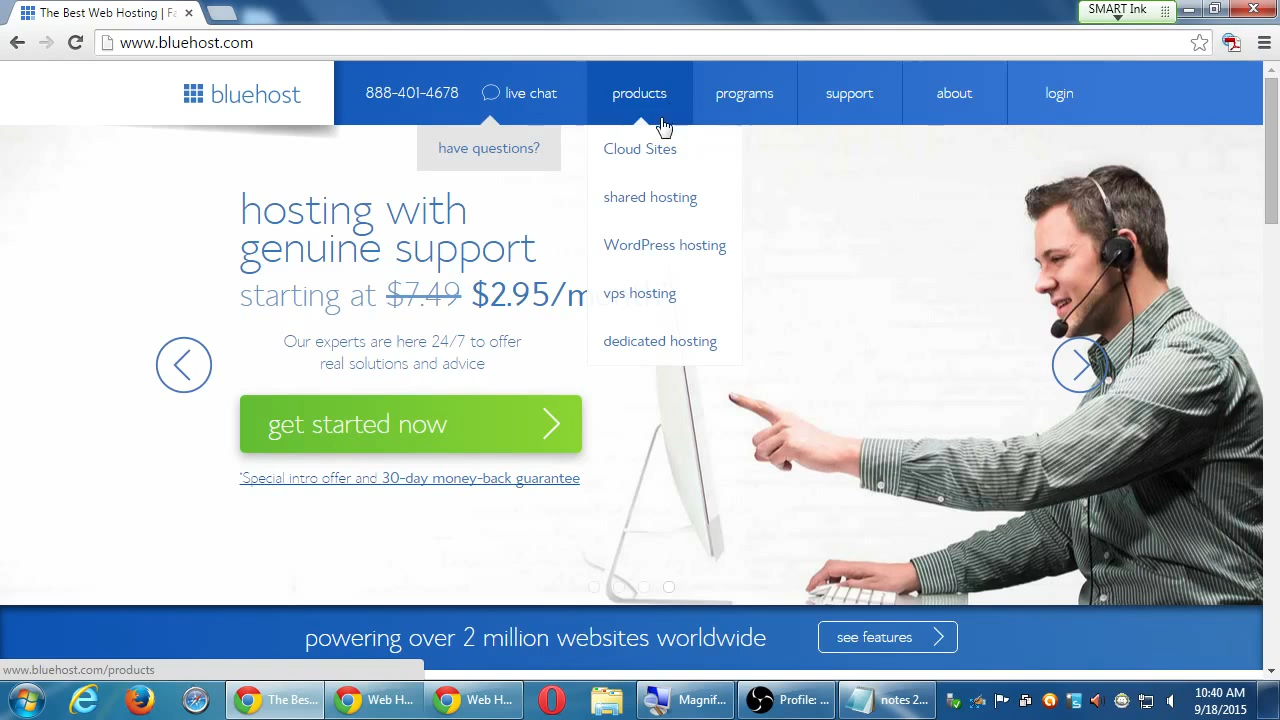 The Best Web Hosting | Fa
SMART Ink
www.bluehost.com
bluehost
888-401-4678
live chat
products
programs
support
about
login
have questions?
Cloud Sites
shared hosting
WordPress hosting
vps hosting
dedicated hosting
hosting with
genuine support
starting at $7.49 $2.95/m
Our experts are here 24/7 to offer
real solutions and advice
get started now
*Special intro offer and 30-day money-back guarantee
powering over 2 million websites worldwide
see features
www.bluehost.com/products
The Bes...
Web H...
Web H...
Magnif...
Profile: ...
notes 2...
10:40 AM
9/18/2015